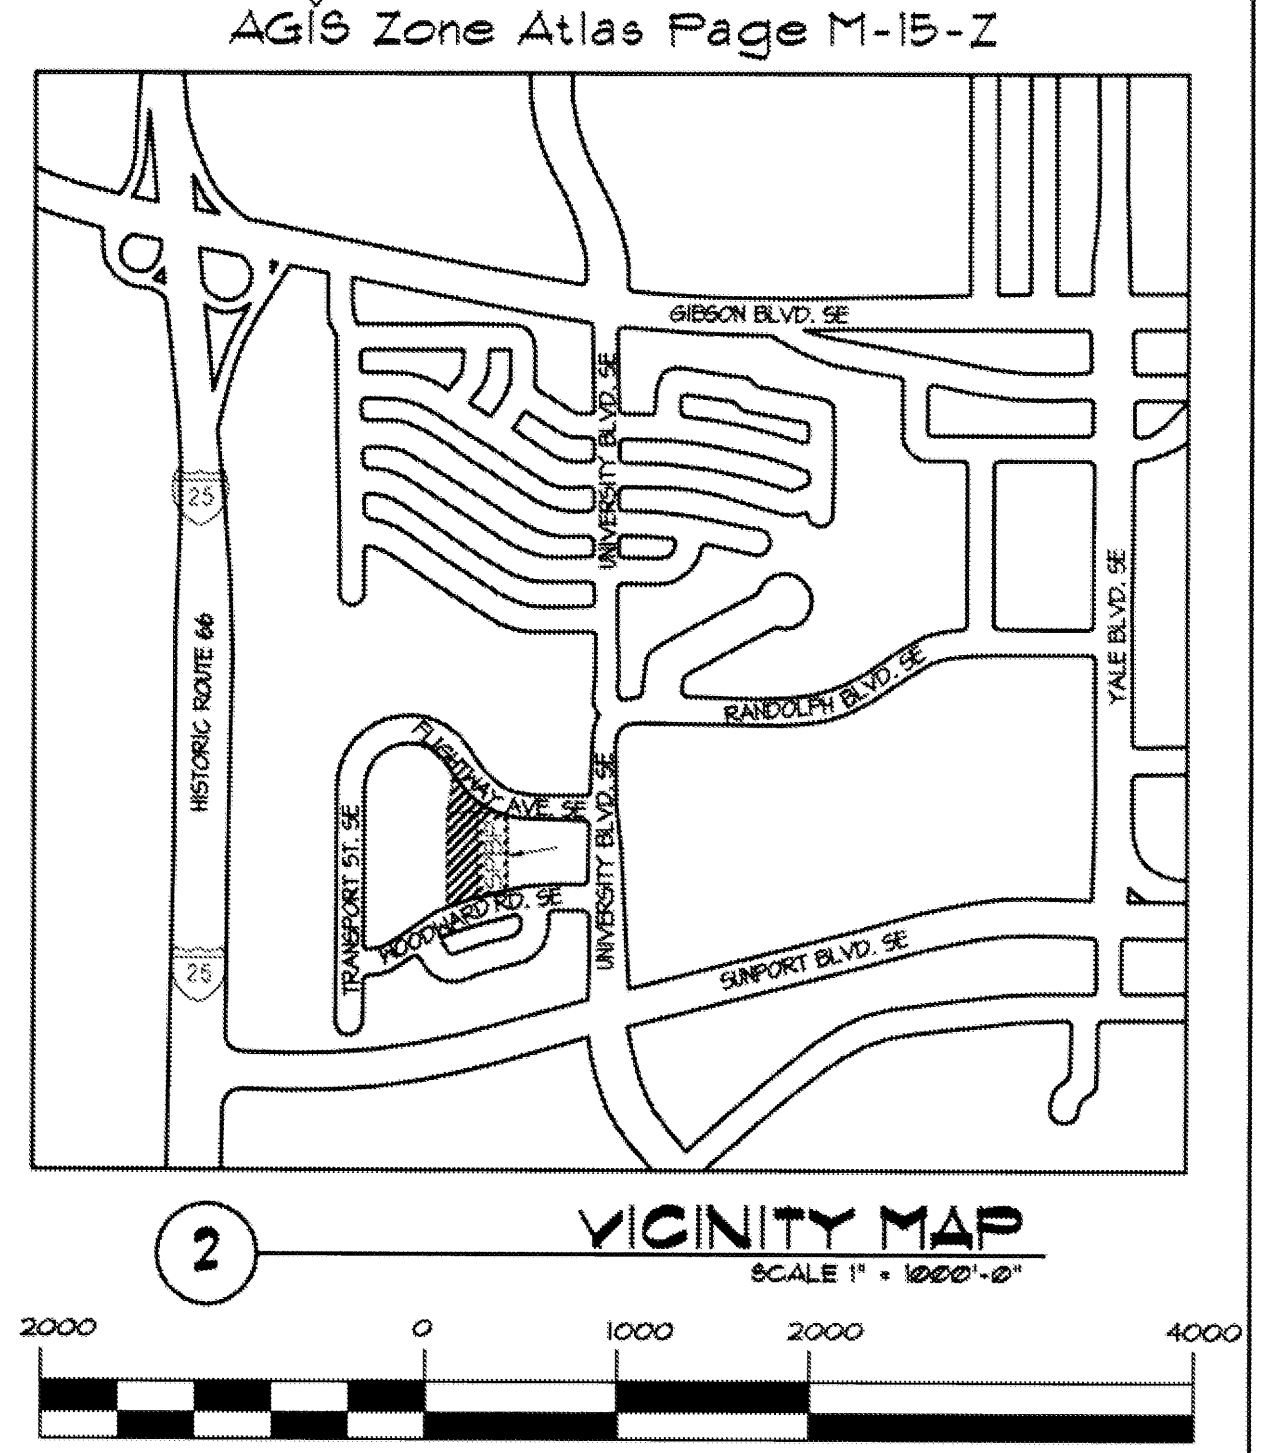 AGIS Zone Atlas Page M-15-Z
GIBSON BLVD. SE
UNIVERSITY BLVD. SE
25
HISTORIC ROUTE 66
YALE BLVD. SE
RANDOLPH BLVD. SE
FLIGHTWAY AVE. SE
UNIVERSITY BLVD. SE
TRANSPORT ST. SE
WOODWARD RD. SE
SUNPORT BLVD. SE
25
2
VICINITY MAP
SCALE 1" = 1000'-0"
2000 0 1000 2000 4000